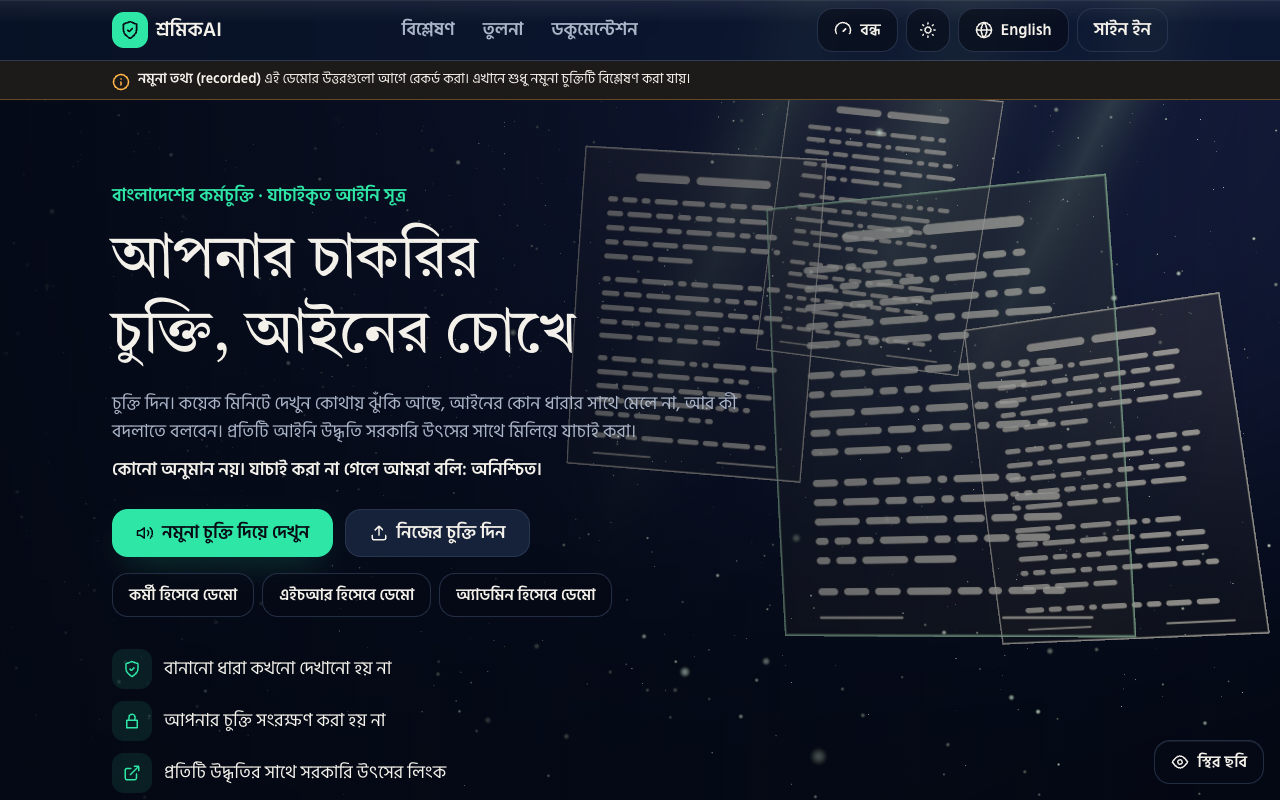 শ্রমিকAI
বিশ্লেষণ
তুলনা
ডকুমেন্টেশন
বন্ধ
English
সাইন ইন
নমুনা তথ্য (recorded) এই ডেমোর উত্তরগুলো আগে রেকর্ড করা। এখানে শুধু নমুনা চুক্তিটি বিশ্লেষণ করা যায়।
বাংলাদেশের কর্মচুক্তি · যাচাইকৃত আইনি সূত্র
আপনার চাকরির
চুক্তি, আইনের চোখে
চুক্তি দিন। কয়েক মিনিটে দেখুন কোথায় ঝুঁকি আছে, আইনের কোন ধারার সাথে মেলে না, আর কী
বদলাতে বলবেন। প্রতিটি আইনি উদ্ধৃতি সরকারি উৎসের সাথে মিলিয়ে যাচাই করা।
কোনো অনুমান নয়। যাচাই করা না গেলে আমরা বলি: অনিশ্চিত।
নমুনা চুক্তি দিয়ে দেখুন
নিজের চুক্তি দিন
কর্মী হিসেবে ডেমো
এইচআর হিসেবে ডেমো
অ্যাডমিন হিসেবে ডেমো
বানানো ধারা কখনো দেখানো হয় না
আপনার চুক্তি সংরক্ষণ করা হয় না
প্রতিটি উদ্ধৃতির সাথে সরকারি উৎসের লিংক
স্থির ছবি